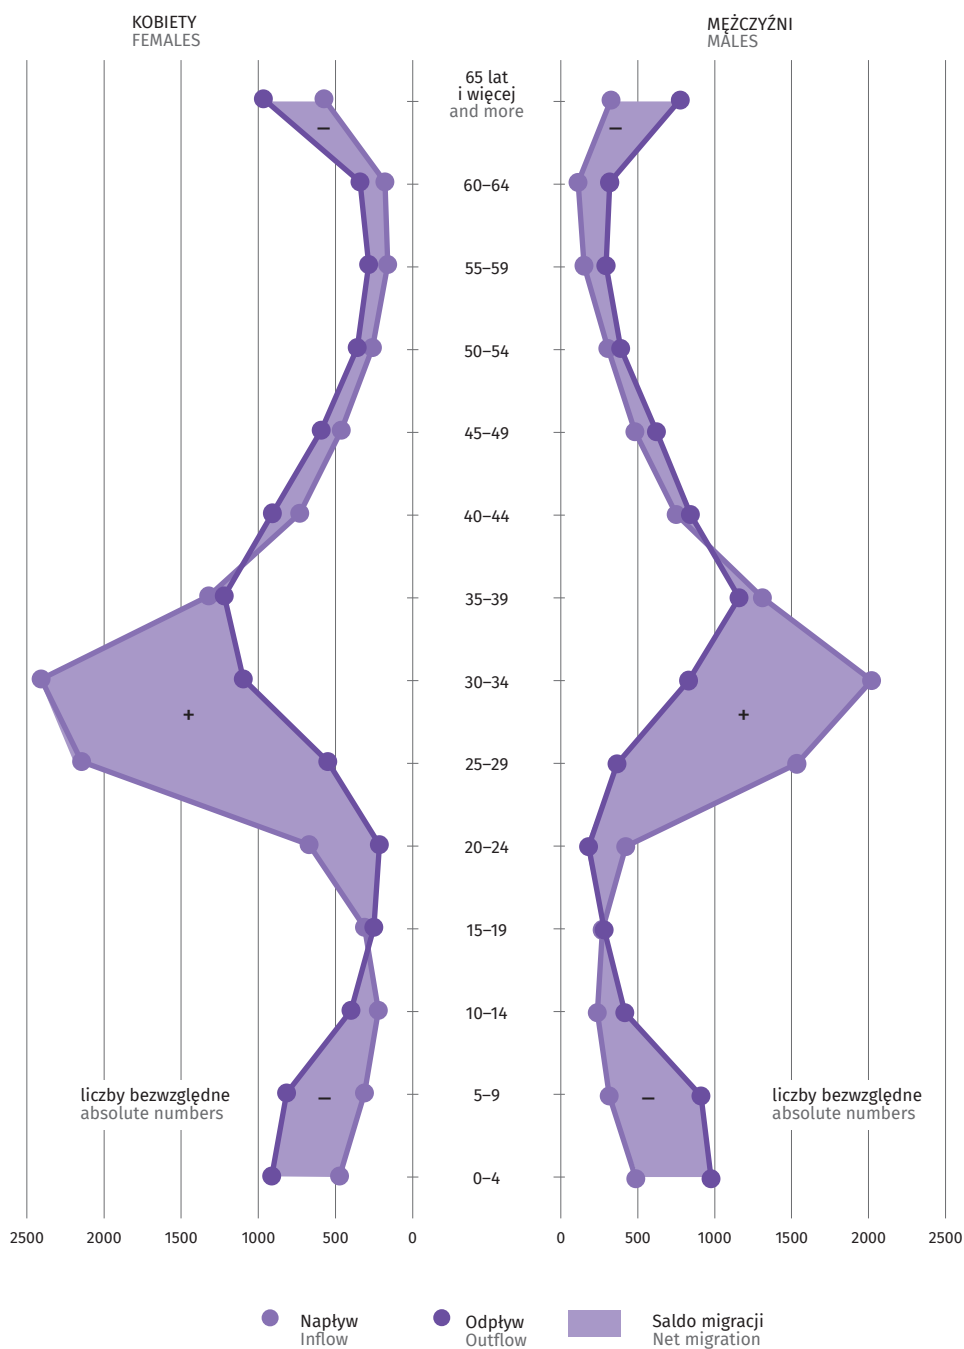 KOBIETY
FEMALES
MĘŻCZYŹNI
MALES
65 lat
i więcej
and more
–
–
60–64
55–59
50–54
45–49
40–44
35–39
30–34
+
+
25–29
20–24
15–19
10–14
liczby bezwzględne
absolute numbers
–
5–9
–
liczby bezwzględne
absolute numbers
0–4
2500 2000 1500 1000 500 0 0 500 1000 1500 2000 2500
Napływ
Inflow
Odpływ
Outflow
Saldo migracji
Net migration